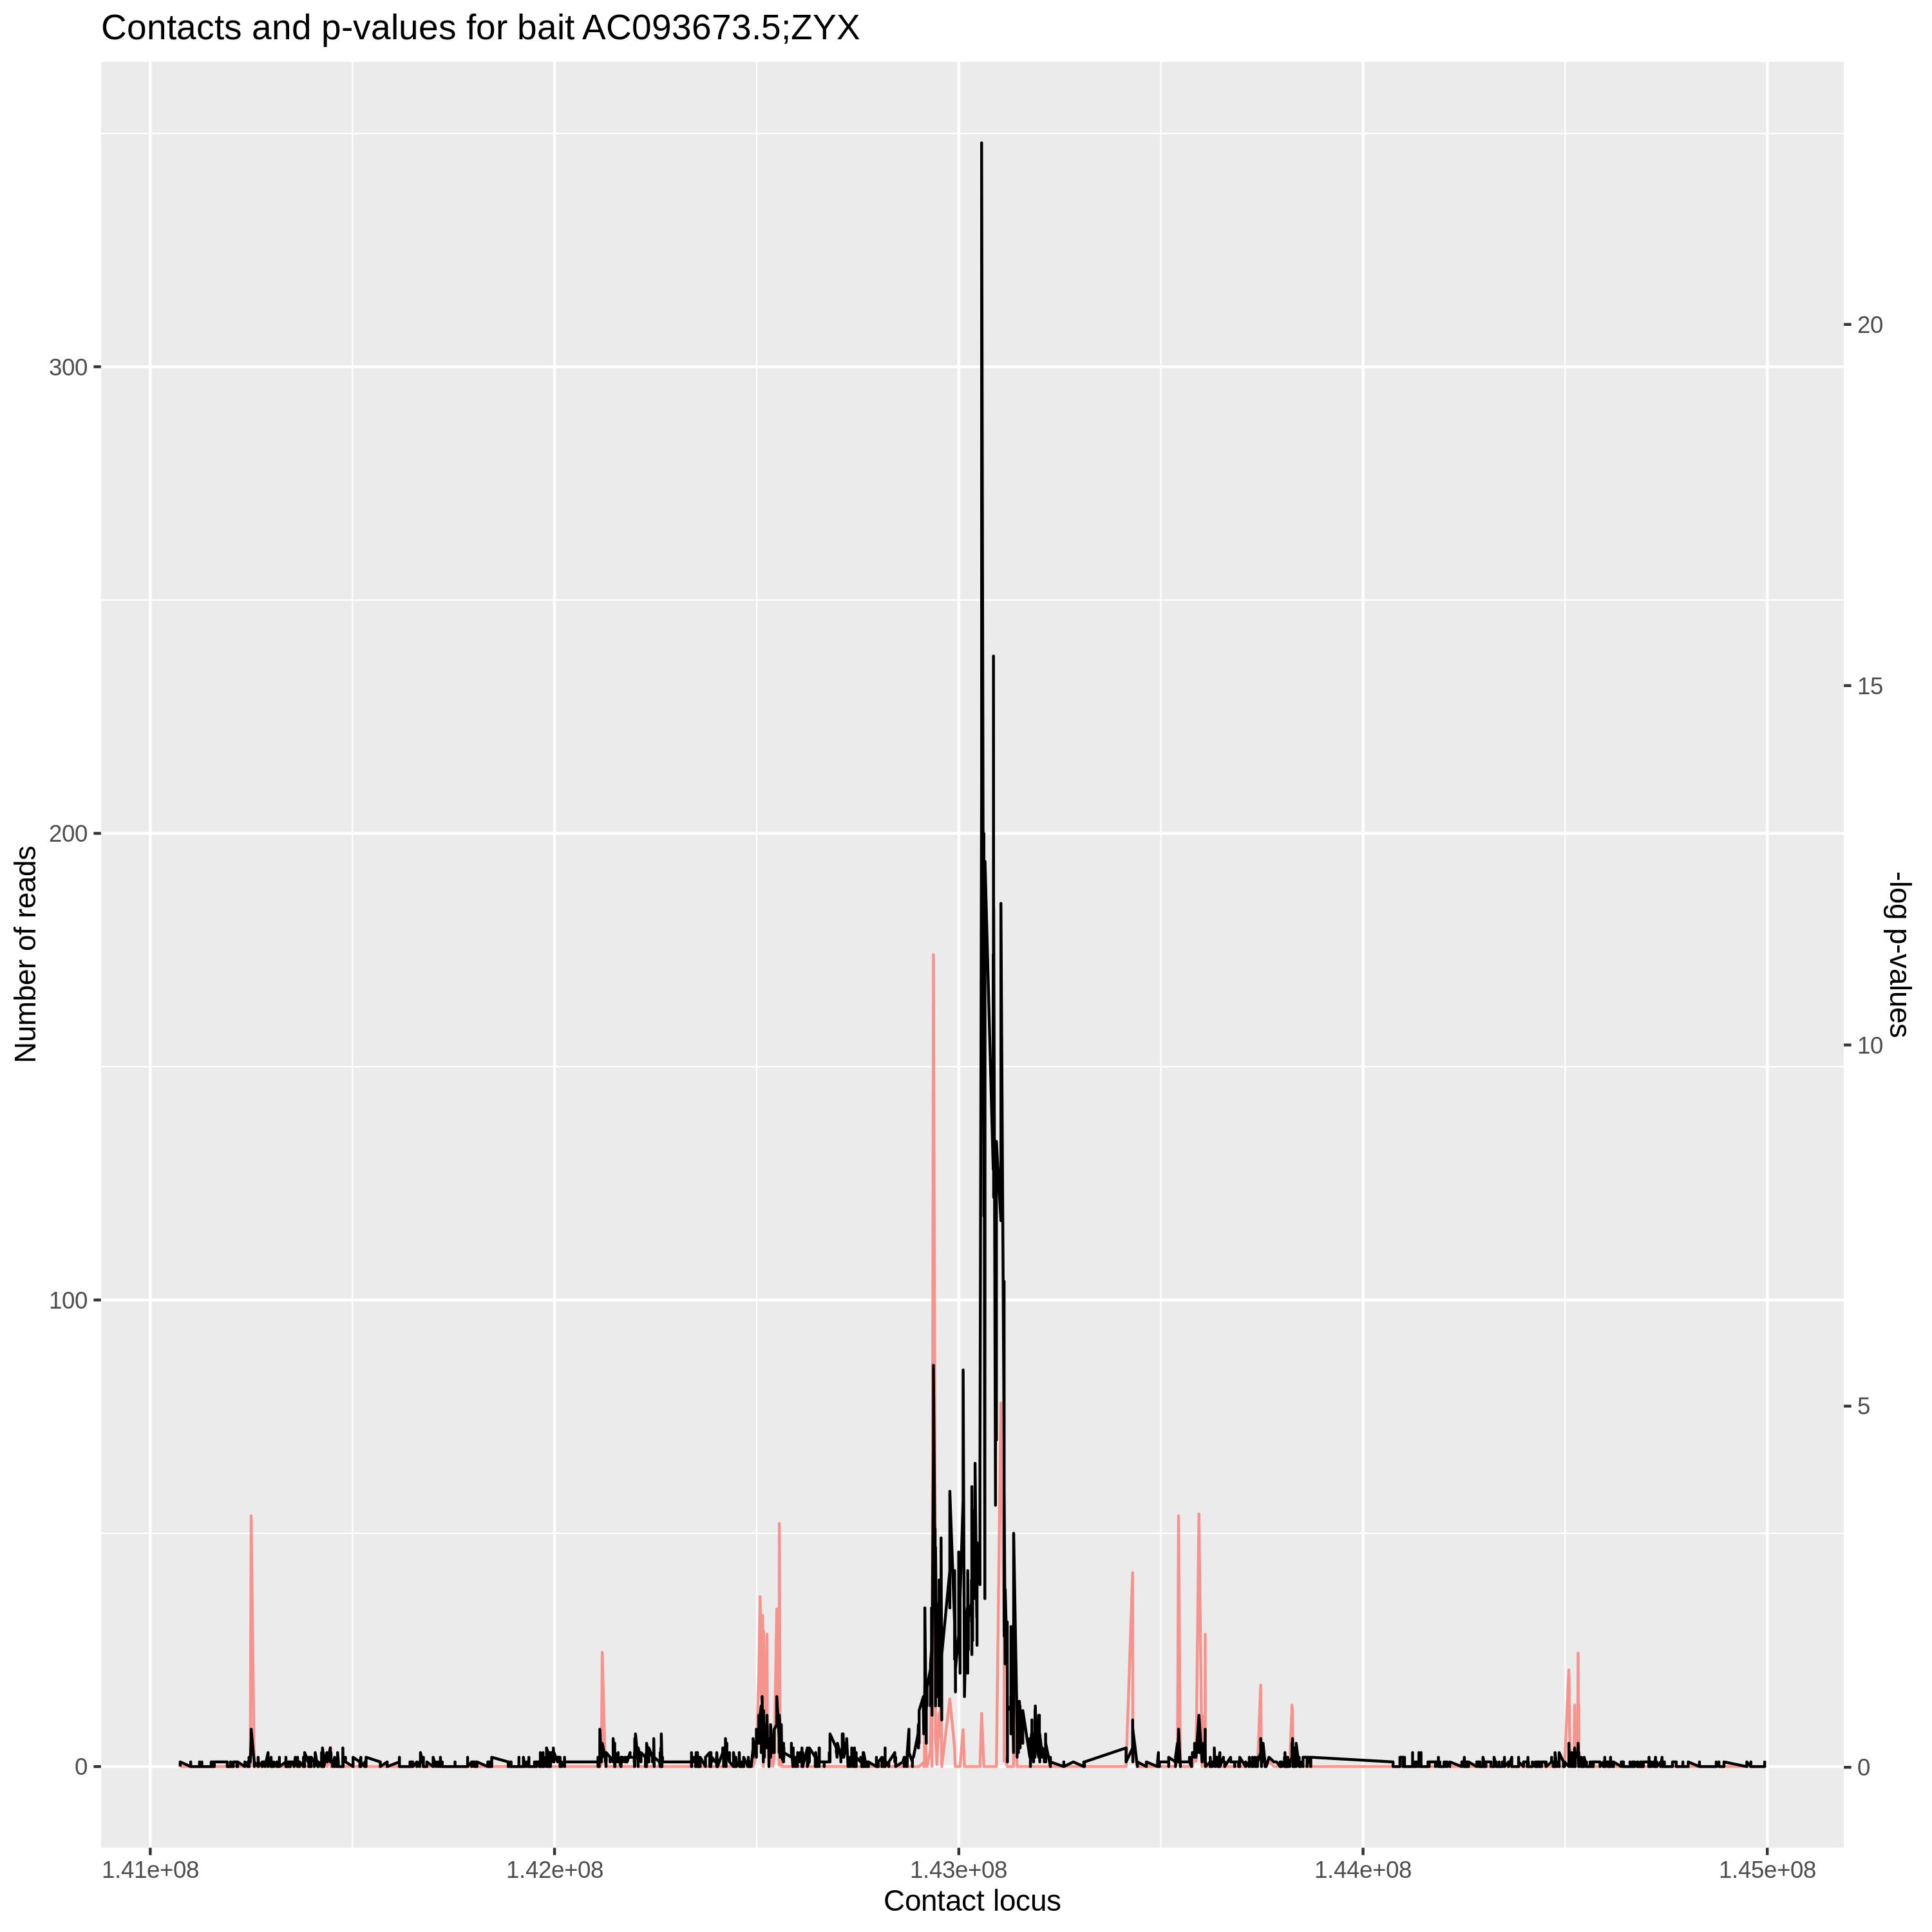 Contacts and p-values for bait AC093673.5;ZYX
300
200
100
0
Number of reads
20
15
10
5
0
-log p-values
1.41e+08
1.42e+08
1.43e+08
1.44e+08
1.45e+08
Contact locus